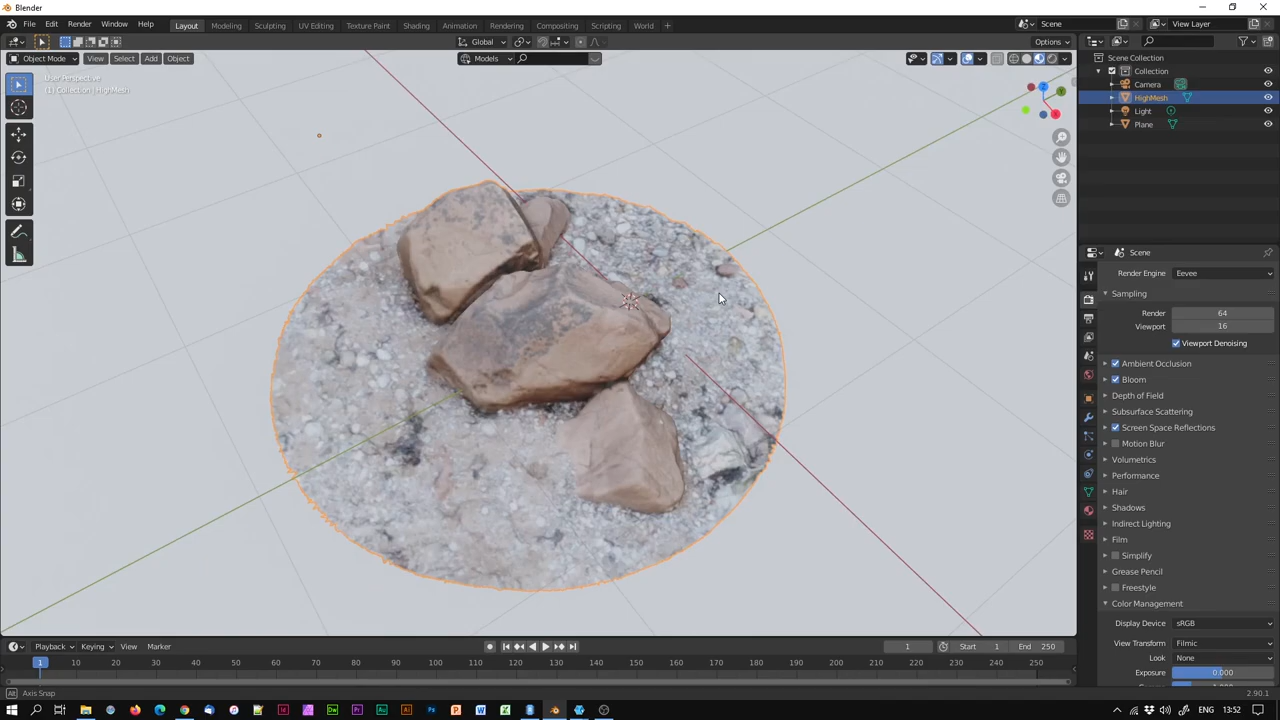 Blender
File Edit Render Window Help
Layout Modeling Sculpting UV Editing Texture Paint Shading Animation Rendering Compositing Scripting World +
Scene
View Layer
Global
Options
Object Mode View Select Add Object
Models
User Perspective
(1) Collection | HighMesh
Z
Y
X
Scene Collection
Collection
Camera
HighMesh
Light
Plane
Scene
Render Engine Eevee
Sampling
Render 64
Viewport 16
Viewport Denoising
Ambient Occlusion
Bloom
Depth of Field
Subsurface Scattering
Screen Space Reflections
Motion Blur
Volumetrics
Performance
Hair
Shadows
Indirect Lighting
Film
Simplify
Grease Pencil
Freestyle
Color Management
Display Device sRGB
View Transform Filmic
Look None
Exposure 0.000
Playback Keying View Marker
1
Start 1 End 250
1 10 20 30 40 50 60 70 80 90 100 110 120 130 140 150 160 170 180 190 200 210 220 230 240 250
Alt Axis Snap
2.90.1
ENG 13:52